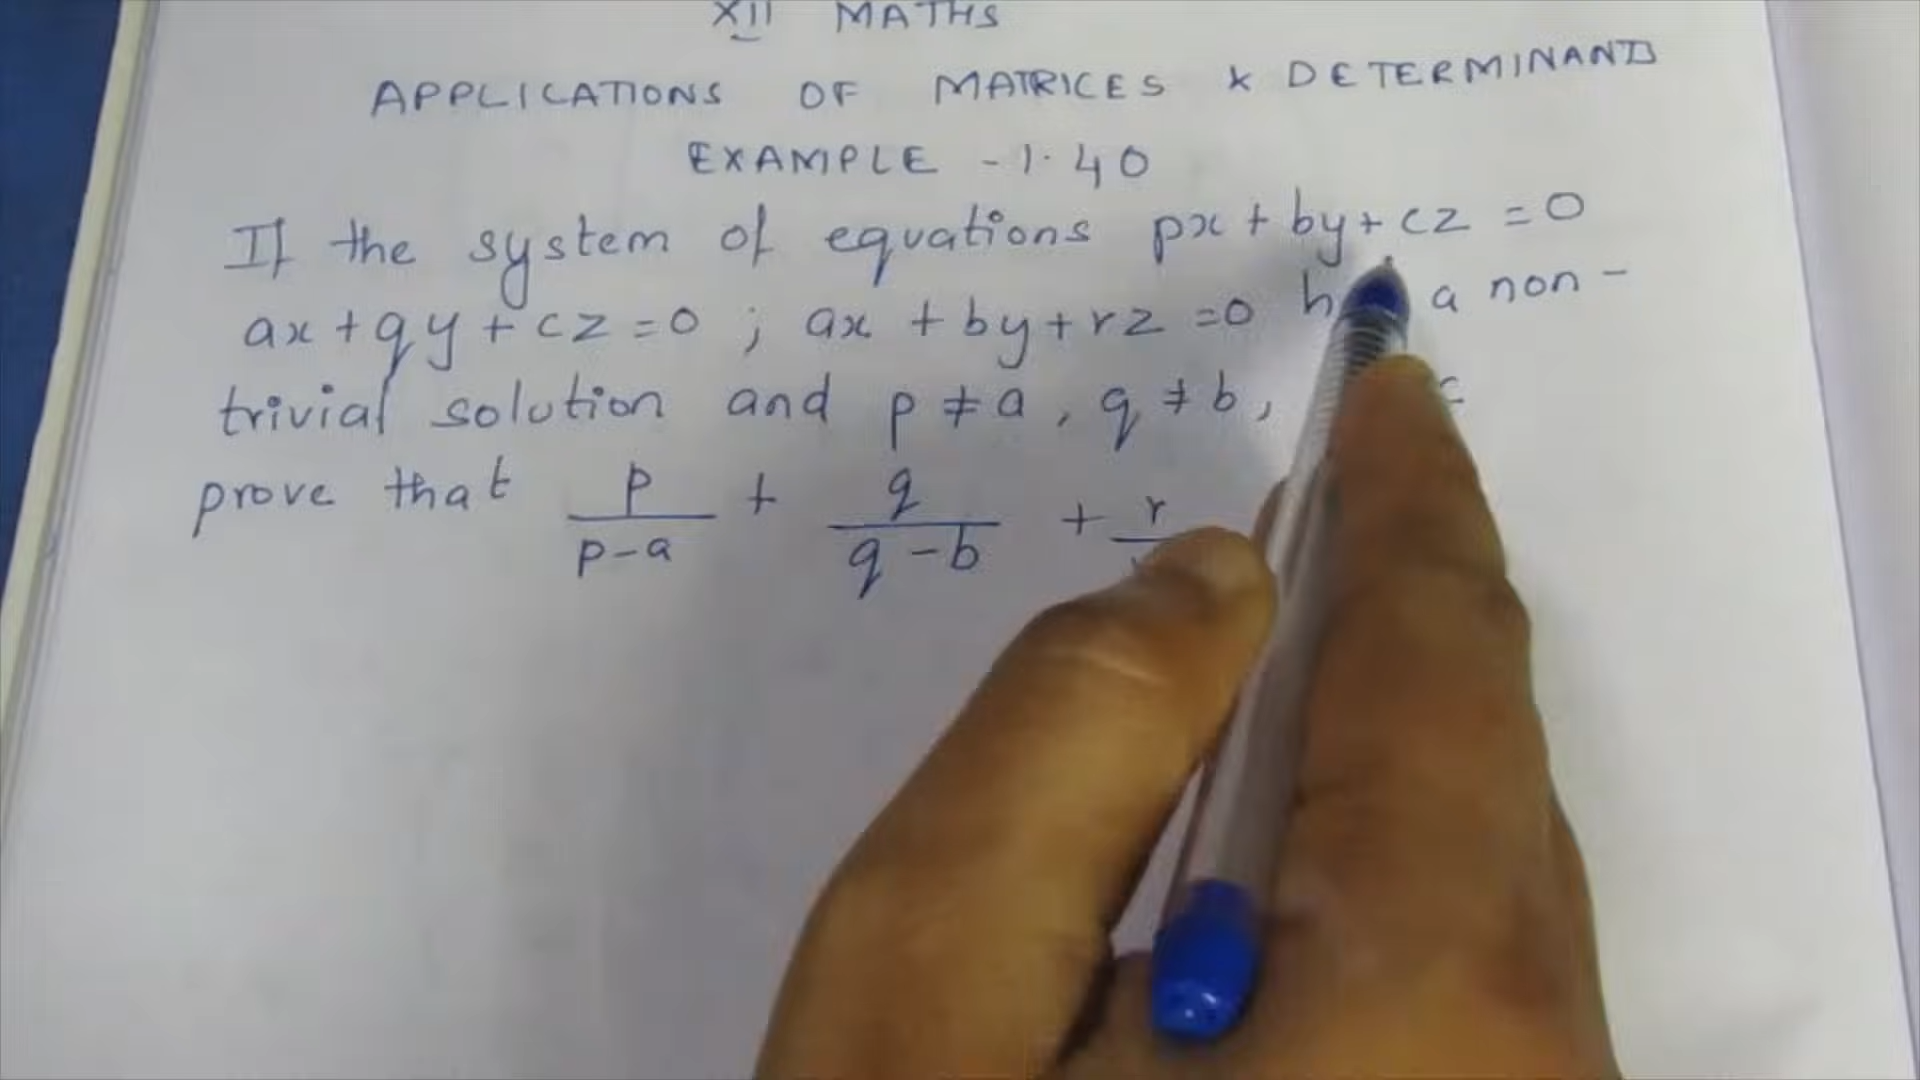 XII MATHS
APPLICATIONS OF MATRICES & DETERMINANTS
EXAMPLE - 1.40
If the system of equations px + by + cz = 0
ax + qy + cz = 0 ; ax + by + rz = 0 a non -
trivial solution and p ≠ a, q ≠ b, c
prove that p/p-a + q/q-b + r